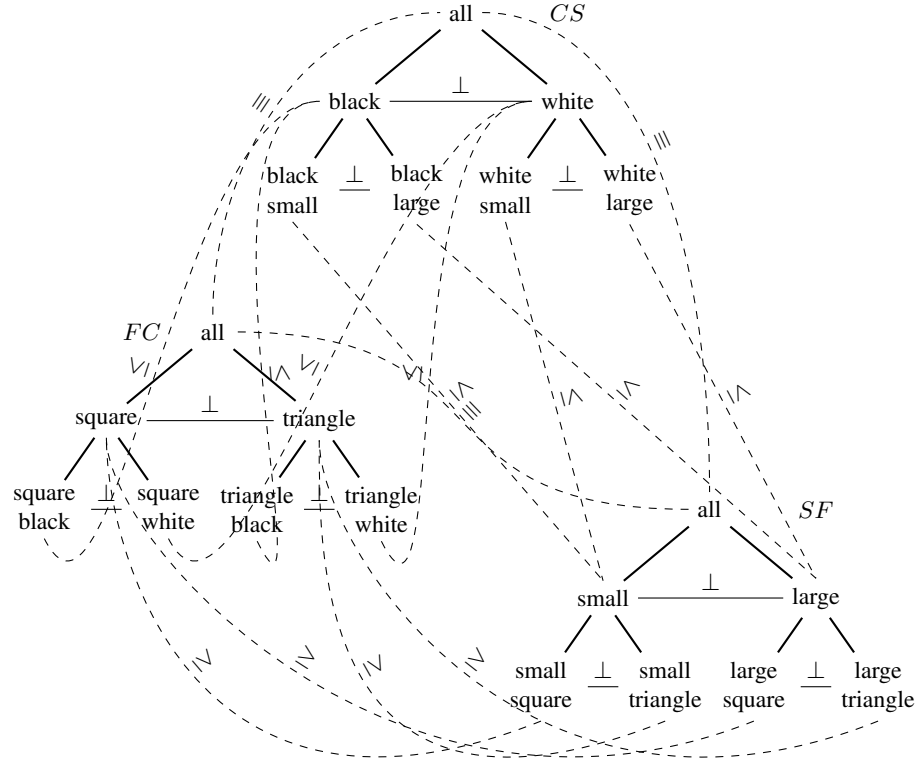 all CS
≡
⊥
black white
≡
black ⊥ black white ⊥ white
small large small large
FC all
≤ ≤ ≤ ≤ ≤ ≤ ≤ ≤
≡
⊥
square triangle
square ⊥ square triangle ⊥ triangle
black white black white
all SF
⊥
small large
≥ ≥ ≥ ≥
small ⊥ small large ⊥ large
square triangle square triangle